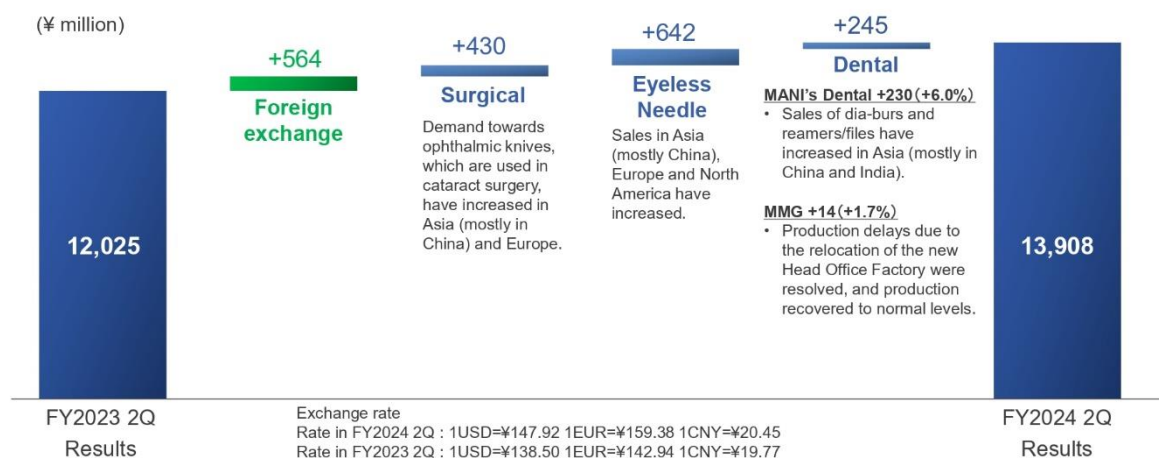 (¥ million)
12,025
FY2023 2Q
Results
+564
Foreign
exchange
+430
Surgical
Demand towards
ophthalmic knives,
which are used in
cataract surgery,
have increased in
Asia (mostly in
China) and Europe.
+642
Eyeless
Needle
Sales in Asia
(mostly China),
Europe and North
America have
increased.
+245
Dental
MANI's Dental +230(+6.0%)
• Sales of dia-burs and
reamers/files have
increased in Asia (mostly in
China and India).
MMG +14(+1.7%)
• Production delays due to
the relocation of the new
Head Office Factory were
resolved, and production
recovered to normal levels.
13,908
FY2024 2Q
Results
Exchange rate
Rate in FY2024 2Q : 1USD=¥147.92 1EUR=¥159.38 1CNY=¥20.45
Rate in FY2023 2Q : 1USD=¥138.50 1EUR=¥142.94 1CNY=¥19.77